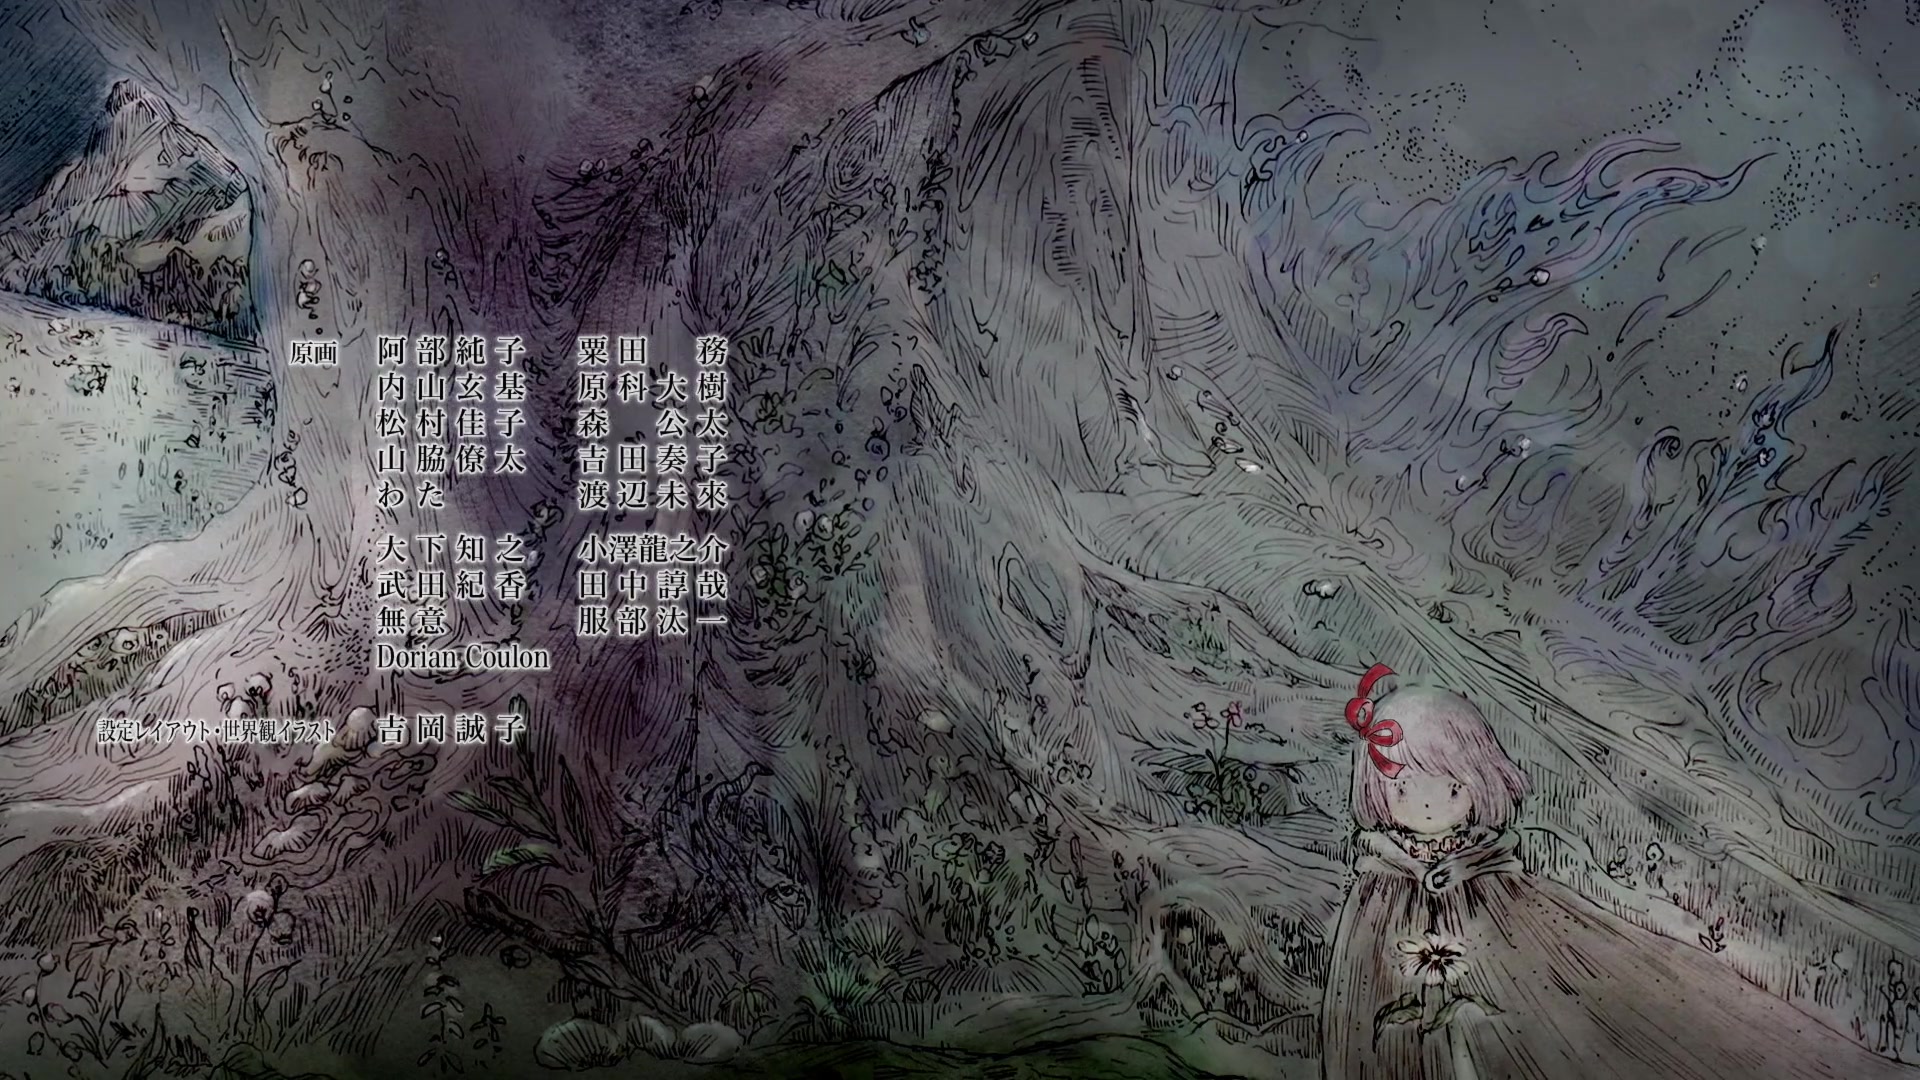 原画 阿部純子 粟田 務
内山玄基 原科大樹
松村佳子 森 公太
山脇僚太 吉田奏子
わた 渡辺未來
大下知之 小澤龍之介
武田紀香 田中諄哉
無意 服部汰一
Dorian Coulon
設定レイアウト・世界観イラスト 吉岡誠子